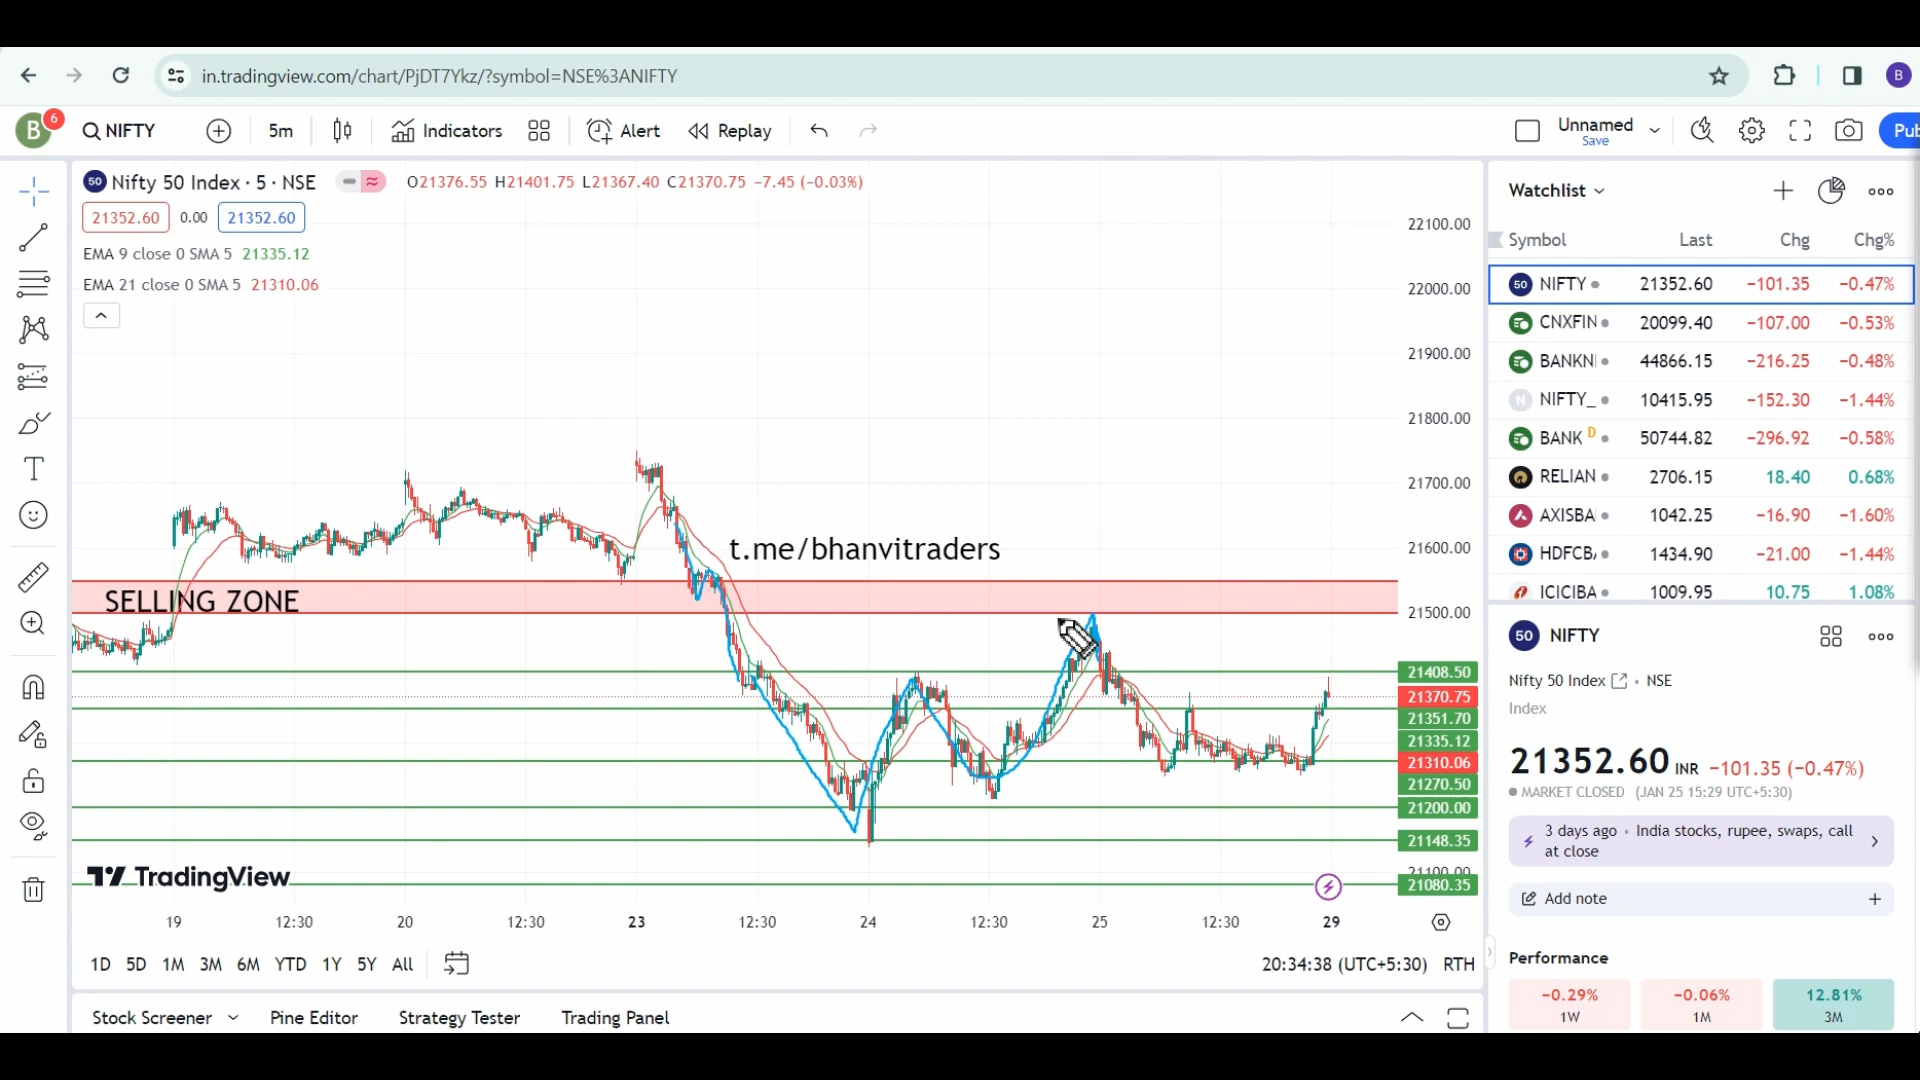 in.tradingview.com/chart/PjDT7Ykz/?symbol=NSE%3ANIFTY
B
B 6 NIFTY 5m Indicators Alert Replay Unnamed Save Pub
Nifty 50 Index · 5 · NSE O21376.55 H21401.75 L21367.40 C21370.75 −7.45 (−0.03%)
21352.60 0.00 21352.60
EMA 9 close 0 SMA 5 21335.12
EMA 21 close 0 SMA 5 21310.06
t.me/bhanvitraders
SELLING ZONE
22100.00
22000.00
21900.00
21800.00
21700.00
21600.00
21500.00
21408.50
21370.75
21351.70
21335.12
21310.06
21270.50
21200.00
21148.35
21100.00
21080.35
TradingView
19 12:30 20 12:30 23 12:30 24 12:30 25 12:30 29
1D 5D 1M 3M 6M YTD 1Y 5Y All 20:34:38 (UTC+5:30) RTH
Stock Screener Pine Editor Strategy Tester Trading Panel
Watchlist
Symbol Last Chg Chg%
50 NIFTY 21352.60 −101.35 −0.47%
CNXFIN 20099.40 −107.00 −0.53%
BANKN 44866.15 −216.25 −0.48%
N NIFTY_ 10415.95 −152.30 −1.44%
BANK D 50744.82 −296.92 −0.58%
RELIAN 2706.15 18.40 0.68%
AXISBA 1042.25 −16.90 −1.60%
HDFCB 1434.90 −21.00 −1.44%
ICICIBA 1009.95 10.75 1.08%
50 NIFTY
Nifty 50 Index · NSE
Index
21352.60 INR −101.35 (−0.47%)
MARKET CLOSED (JAN 25 15:29 UTC+5:30)
3 days ago · India stocks, rupee, swaps, call
at close
Add note
Performance
−0.29% −0.06% 12.81%
1W 1M 3M